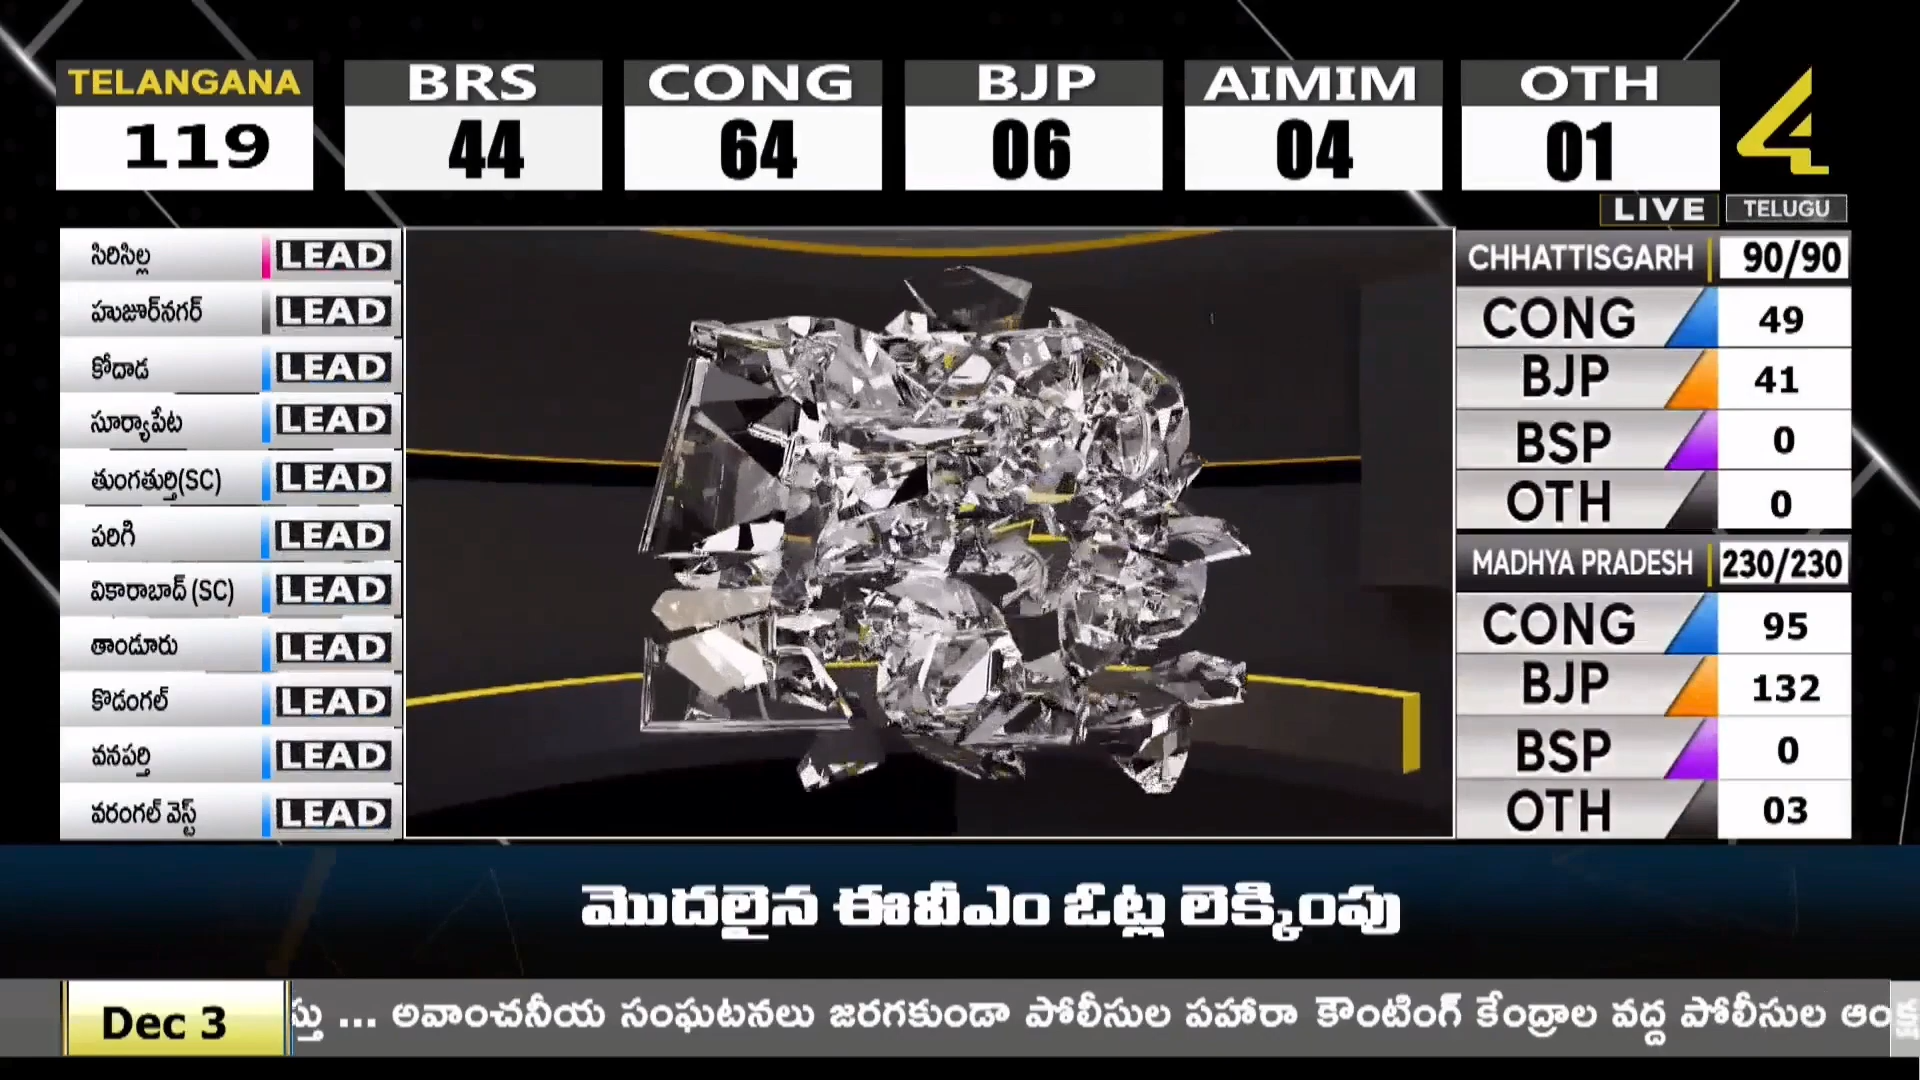 TELANGANA
119
BRS
44
CONG
64
BJP
06
AIMIM
04
OTH
01
4
LIVE TELUGU
సిరిసిల్ల LEAD
హుజూర్‌నగర్ LEAD
కోదాడ LEAD
సూర్యాపేట LEAD
తుంగతుర్తి(SC) LEAD
పరిగి LEAD
వికారాబాద్ (SC) LEAD
తాండూరు LEAD
కొడంగల్ LEAD
వనపర్తి LEAD
వరంగల్ వెస్ట్ LEAD
CHHATTISGARH 90/90
CONG 49
BJP 41
BSP 0
OTH 0
MADHYA PRADESH 230/230
CONG 95
BJP 132
BSP 0
OTH 03
మొదలైన ఈవీఎం ఓట్ల లెక్కింపు
Dec 3 ... అవాంచనీయ సంఘటనలు జరగకుండా పోలీసుల పహారా కౌంటింగ్ కేంద్రాల వద్ద పోలీసుల